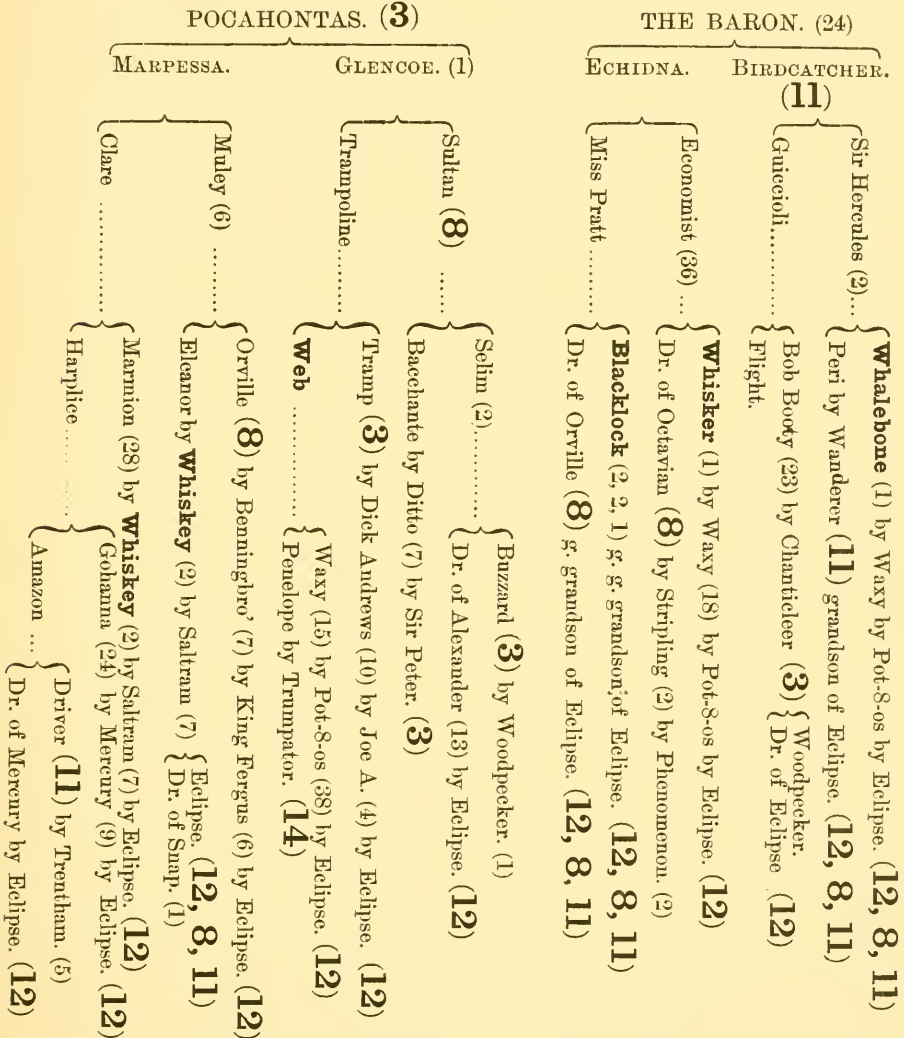 POCAHONTAS. (3)
THE BARON. (24)
MARPESSA.
GLENCOE. (1)
ECHIDNA.
BIRDCATCHER.
(11)
Sir Hercules (2)...
Guiccioli............
Economist (36) ...
Miss Pratt .........
Sultan (8) ......
Trampoline.........
Muley (6) .........
Clare ...............
Whalebone (1) by Waxy by Pot-8-os by Eclipse. (12, 8, 11)
Peri by Wanderer (11) grandson of Eclipse. (12, 8, 11)
Bob Booty (23) by Chanticleer (3) { Woodpecker.
Dr. of Eclipse (12)
Flight.
Whisker (1) by Waxy (18) by Pot-8-os by Eclipse. (12)
Dr. of Octavian (8) by Stripling (2) by Phenomenon. (2)
Blacklock (2, 2, 1) g. g. grandson of Eclipse. (12, 8, 11)
Dr. of Orville (8) g. grandson of Eclipse. (12, 8, 11)
Selim (2).........
Buzzard (3) by Woodpecker. (1)
Dr. of Alexander (13) by Eclipse. (12)
Bacchante by Ditto (7) by Sir Peter. (3)
Tramp (3) by Dick Andrews (10) by Joe A. (4) by Eclipse. (12)
Web ............
Waxy (15) by Pot-8-os (38) by Eclipse. (12)
Penelope by Trumpator. (14)
Orville (8) by Benningbro' (7) by King Fergus (6) by Eclipse. (12)
Eleanor by Whiskey (2) by Saltram (7) { Eclipse. (12, 8, 11)
Dr. of Snap. (1)
Marmion (28) by Whiskey (2) by Saltram (7) by Eclipse. (12)
Harplice...... ...
Gohanna (24) by Mercury (9) by Eclipse. (12)
Amazon ...
Driver (11) by Trentham. (5)
Dr. of Mercury by Eclipse. (12)